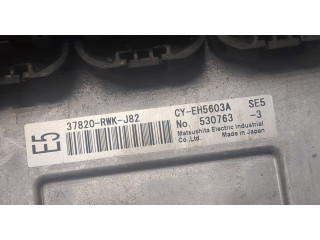 E5
37820-RWK-J82
CY-EH5603A SE5
No. 530763 -3
Matsushita Electric Industrial
Co.,Ltd. Made in Japan